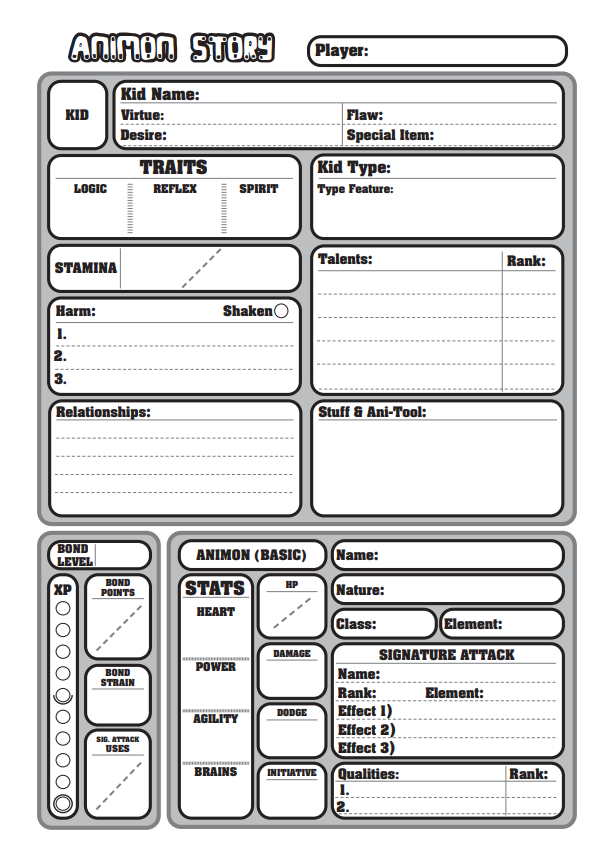 ANIMON STORY
Player:
KID
Kid Name:
Virtue: Flaw:
Desire: Special Item:
TRAITS
LOGIC REFLEX SPIRIT
Kid Type:
Type Feature:
STAMINA
Talents: Rank:
Harm: Shaken
1.
2.
3.
Relationships:
Stuff & Ani-Tool:
BOND
LEVEL
XP
BOND
POINTS
BOND
STRAIN
SIG. ATTACK
USES
ANIMON (BASIC)
Name:
STATS
HEART
POWER
AGILITY
BRAINS
HP
DAMAGE
DODGE
INITIATIVE
Nature:
Class: Element:
SIGNATURE ATTACK
Name:
Rank: Element:
Effect 1)
Effect 2)
Effect 3)
Qualities: Rank:
1.
2.